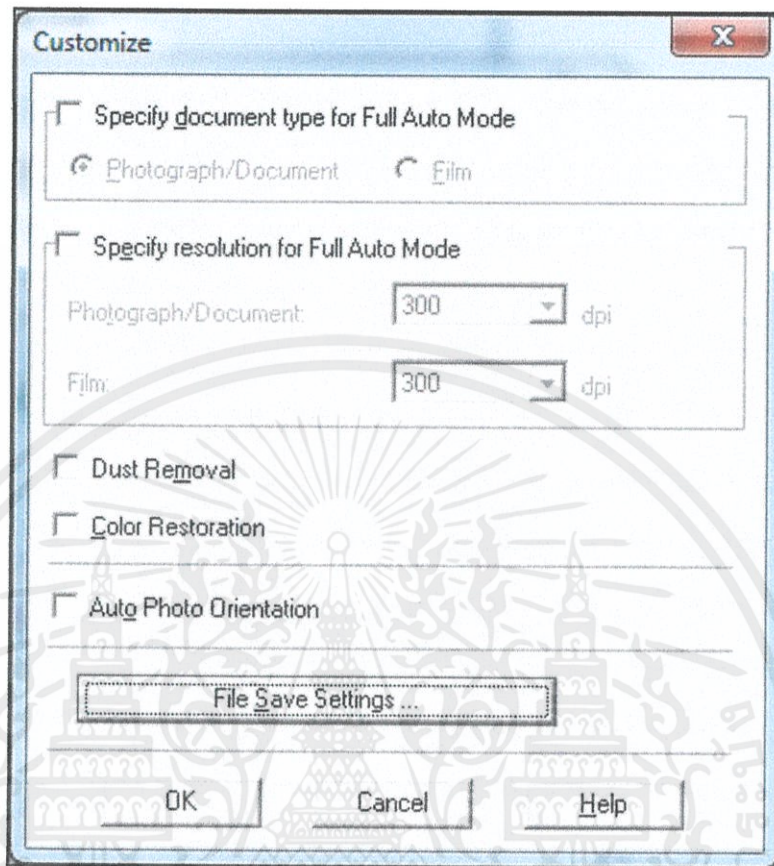 Customize
Specify document type for Full Auto Mode
Photograph/Document Film
Specify resolution for Full Auto Mode
Photograph/Document: 300 dpi
Film: 300 dpi
Dust Removal
Color Restoration
Auto Photo Orientation
File Save Settings ...
OK Cancel Help